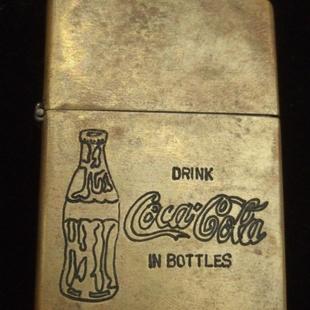 DRINK
Coca-Cola
IN BOTTLES